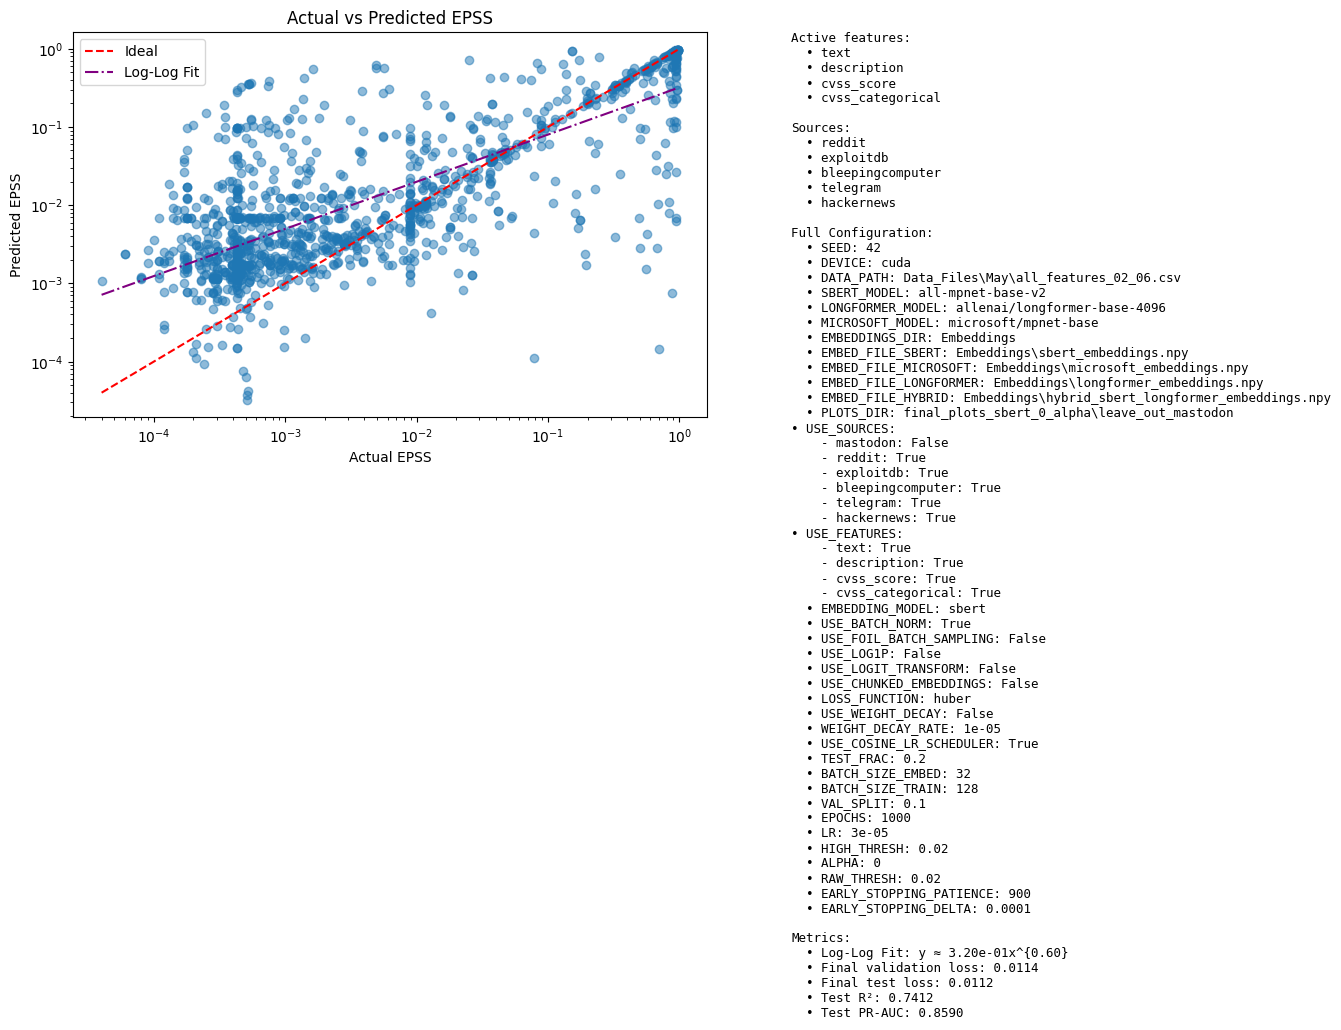 Actual vs Predicted EPSS
Ideal
Log-Log Fit
Predicted EPSS
10⁰
10⁻¹
10⁻²
10⁻³
10⁻⁴
10⁻⁴
10⁻³
10⁻²
10⁻¹
10⁰
Actual EPSS
Active features:
• text
• description
• cvss_score
• cvss_categorical
Sources:
• reddit
• exploitdb
• bleepingcomputer
• telegram
• hackernews
Full Configuration:
• SEED: 42
• DEVICE: cuda
• DATA_PATH: Data_Files\May\all_features_02_06.csv
• SBERT_MODEL: all-mpnet-base-v2
• LONGFORMER_MODEL: allenai/longformer-base-4096
• MICROSOFT_MODEL: microsoft/mpnet-base
• EMBEDDINGS_DIR: Embeddings
• EMBED_FILE_SBERT: Embeddings\sbert_embeddings.npy
• EMBED_FILE_MICROSOFT: Embeddings\microsoft_embeddings.npy
• EMBED_FILE_LONGFORMER: Embeddings\longformer_embeddings.npy
• EMBED_FILE_HYBRID: Embeddings\hybrid_sbert_longformer_embeddings.npy
• PLOTS_DIR: final_plots_sbert_0_alpha\leave_out_mastodon
• USE_SOURCES:
- mastodon: False
- reddit: True
- exploitdb: True
- bleepingcomputer: True
- telegram: True
- hackernews: True
• USE_FEATURES:
- text: True
- description: True
- cvss_score: True
- cvss_categorical: True
• EMBEDDING_MODEL: sbert
• USE_BATCH_NORM: True
• USE_FOIL_BATCH_SAMPLING: False
• USE_LOG1P: False
• USE_LOGIT_TRANSFORM: False
• USE_CHUNKED_EMBEDDINGS: False
• LOSS_FUNCTION: huber
• USE_WEIGHT_DECAY: False
• WEIGHT_DECAY_RATE: 1e-05
• USE_COSINE_LR_SCHEDULER: True
• TEST_FRAC: 0.2
• BATCH_SIZE_EMBED: 32
• BATCH_SIZE_TRAIN: 128
• VAL_SPLIT: 0.1
• EPOCHS: 1000
• LR: 3e-05
• HIGH_THRESH: 0.02
• ALPHA: 0
• RAW_THRESH: 0.02
• EARLY_STOPPING_PATIENCE: 900
• EARLY_STOPPING_DELTA: 0.0001
Metrics:
• Log-Log Fit: y ≈ 3.20e-01x^{0.60}
• Final validation loss: 0.0114
• Final test loss: 0.0112
• Test R²: 0.7412
• Test PR-AUC: 0.8590